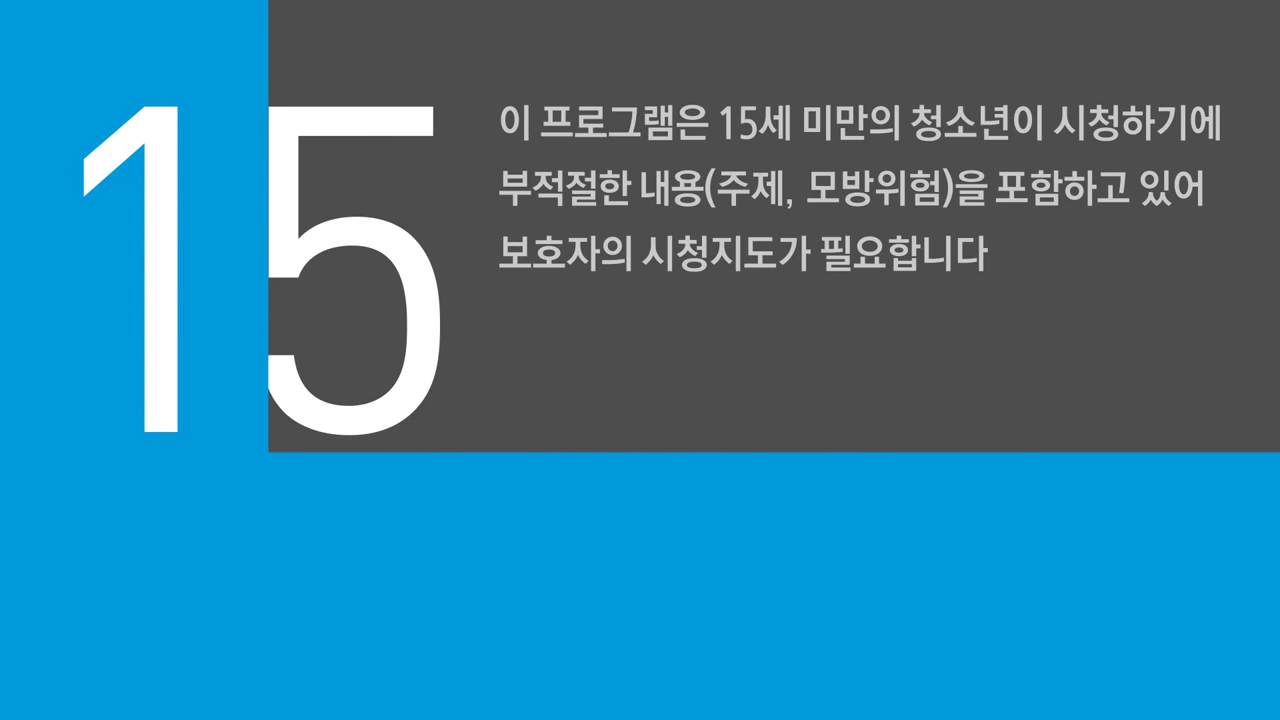 15
이 프로그램은 15세 미만의 청소년이 시청하기에
부적절한 내용(주제, 모방위험)을 포함하고 있어
보호자의 시청지도가 필요합니다